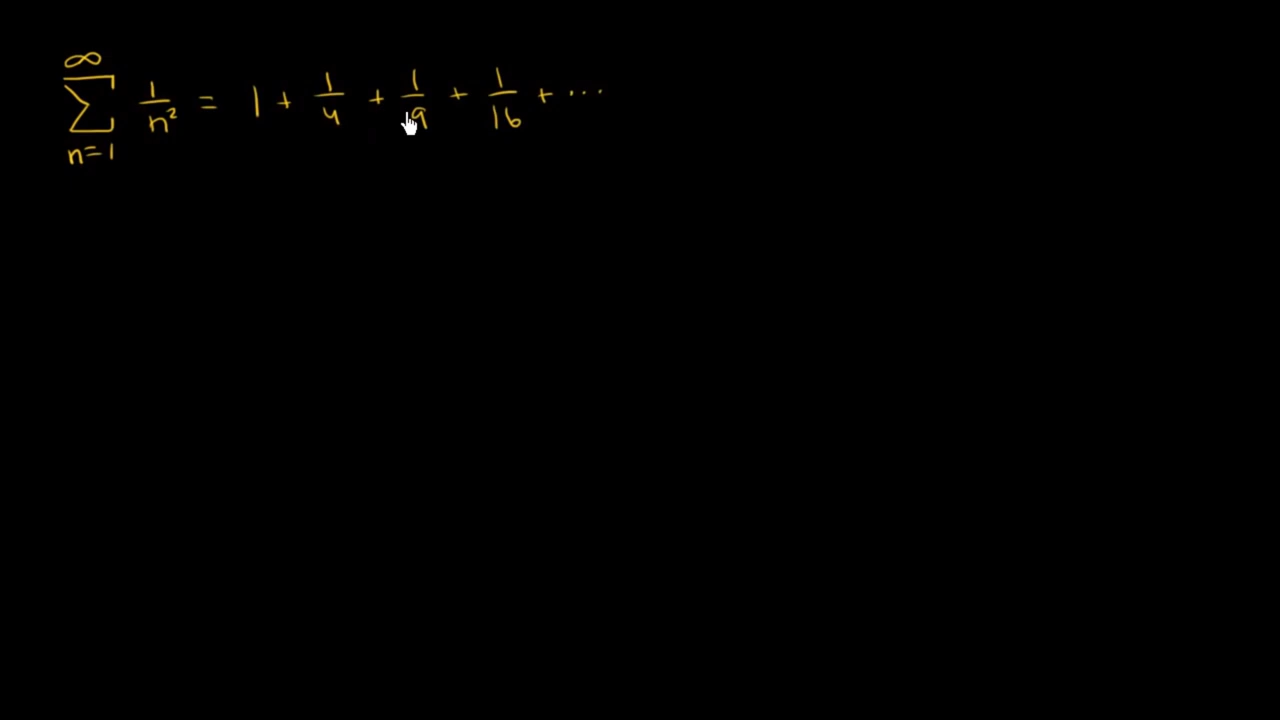 ∞
∑ 1/n² = 1 + 1/4 + 1/9 + 1/16 + ···
n=1